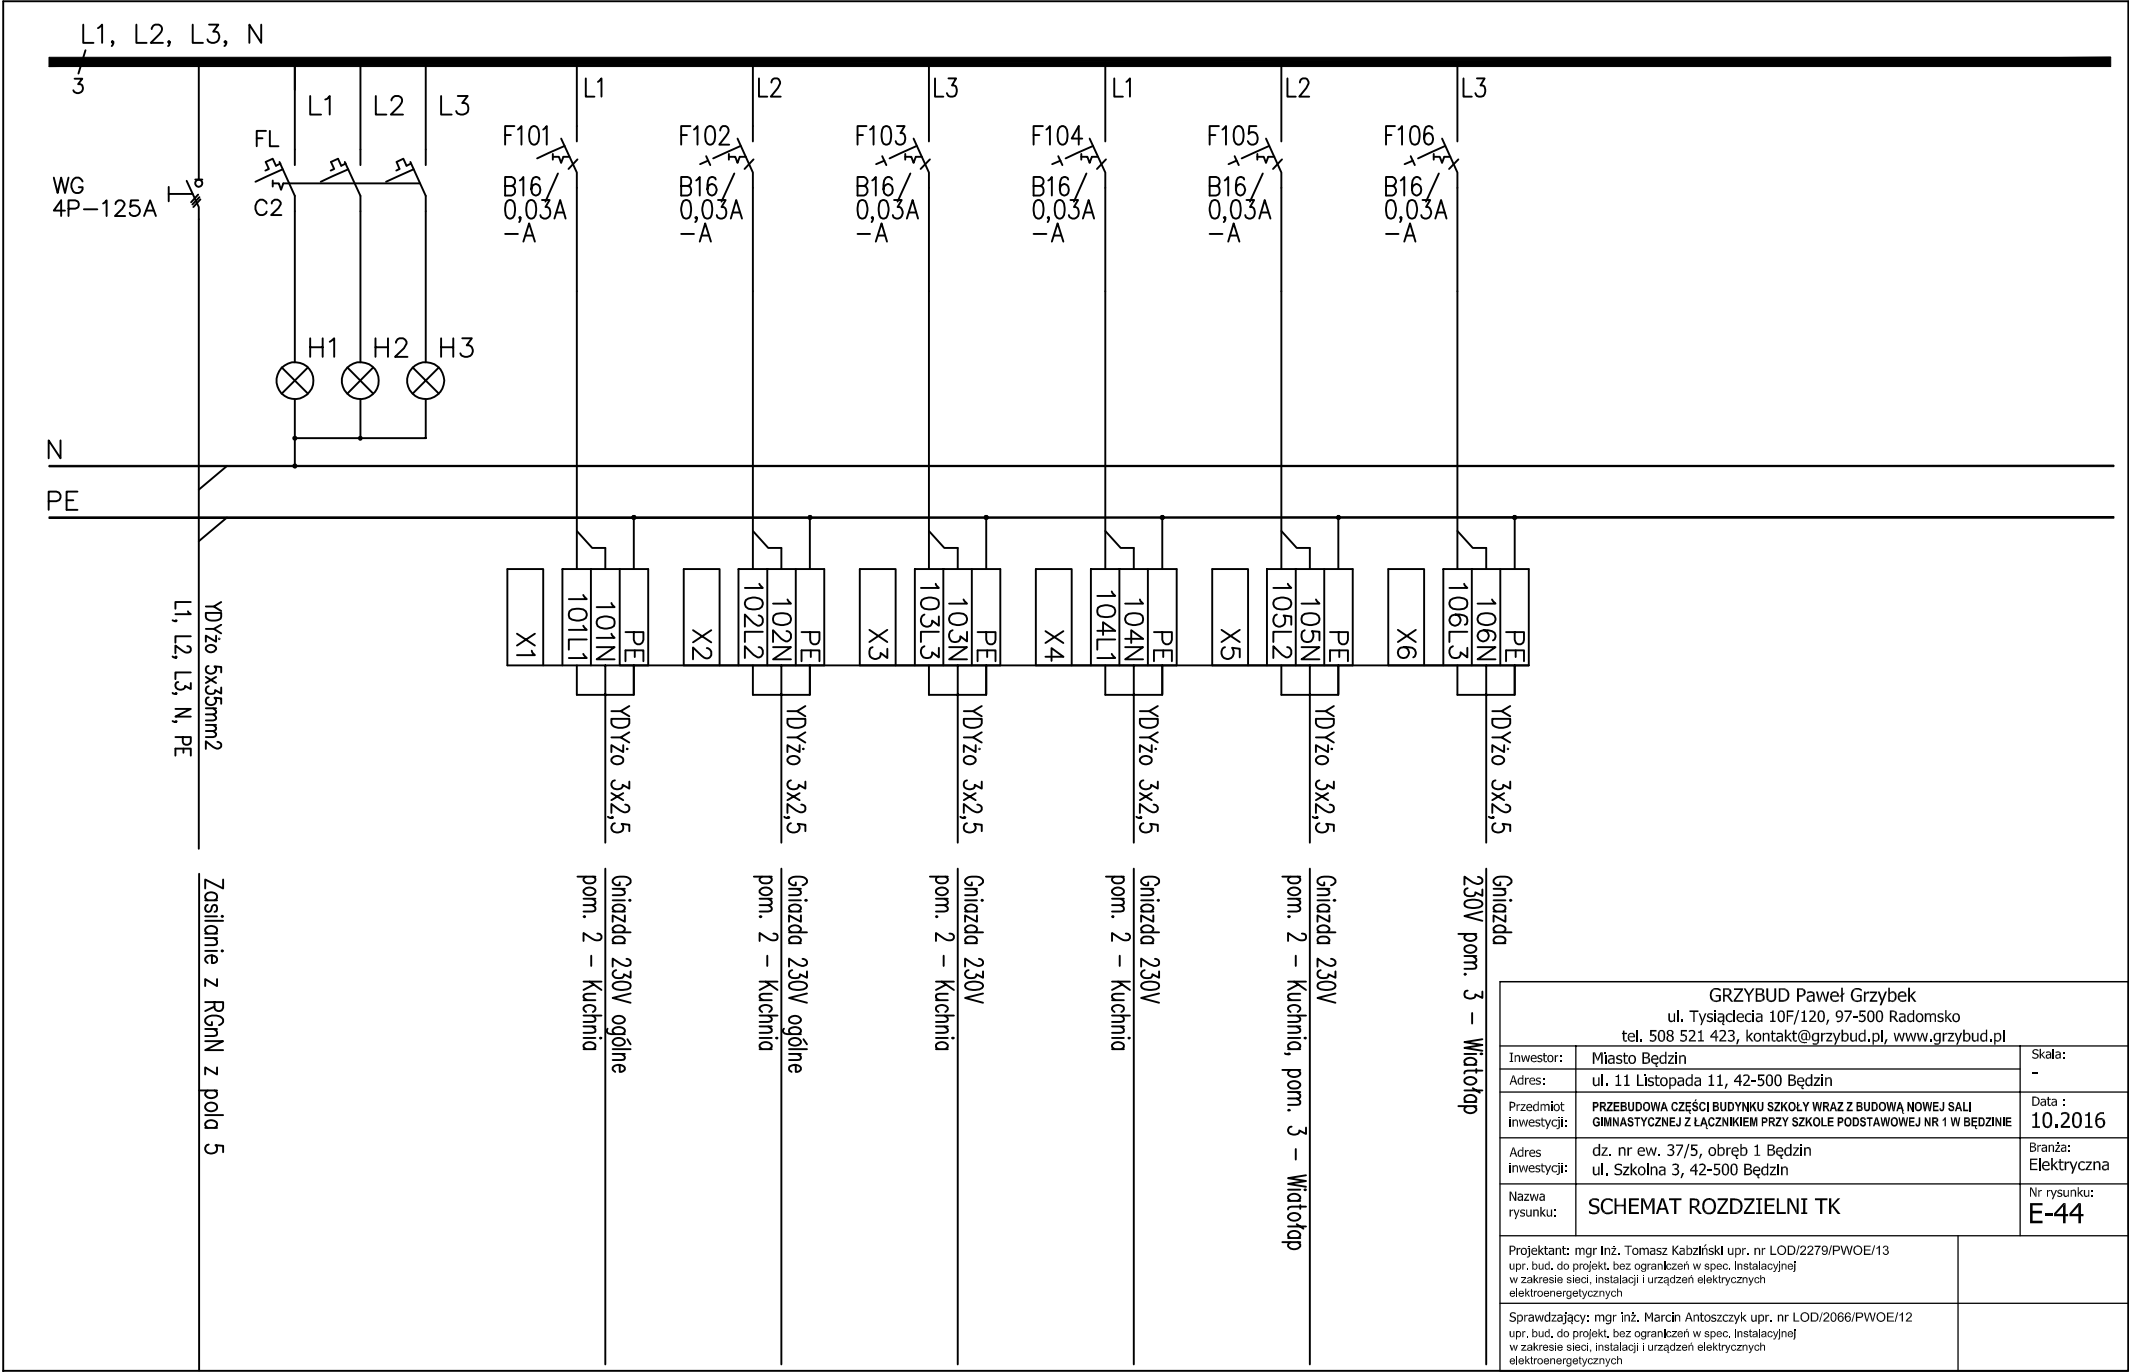 L1, L2, L3, N
3
L1
L2
L3
L1
L2
L3
L1
L2
L3
FL
C2
WG
4P-125A
F101
B16
0,03A
-A
F102
B16
0,03A
-A
F103
B16
0,03A
-A
F104
B16
0,03A
-A
F105
B16
0,03A
-A
F106
B16
0,03A
-A
H1
H2
H3
N
PE
YDYżo 5x35mm2
L1, L2, L3, N, PE
Zasilanie z RGnN z pola 5
X1
101L1
101N
PE
YDYżo 3x2,5
Gniazda 230V ogólne
pom. 2 - Kuchnia
X2
102L2
102N
PE
YDYżo 3x2,5
Gniazda 230V ogólne
pom. 2 - Kuchnia
X3
103L3
103N
PE
YDYżo 3x2,5
Gniazda 230V
pom. 2 - Kuchnia
X4
104L1
104N
PE
YDYżo 3x2,5
Gniazda 230V
pom. 2 - Kuchnia
X5
105L2
105N
PE
YDYżo 3x2,5
Gniazda 230V
pom. 2 - Kuchnia, pom. 3 - Wiatołap
X6
106L3
106N
PE
YDYżo 3x2,5
Gniazda
230V pom. 3 - Wiatołap
GRZYBUD Paweł Grzybek
ul. Tysiąclecia 10F/120, 97-500 Radomsko
tel. 508 521 423, kontakt@grzybud.pl, www.grzybud.pl
Inwestor: Miasto Będzin
Skala:
-
Adres: ul. 11 Listopada 11, 42-500 Będzin
Przedmiot inwestycji:
PRZEBUDOWA CZĘŚCI BUDYNKU SZKOŁY WRAZ Z BUDOWĄ NOWEJ SALI
GIMNASTYCZNEJ Z ŁĄCZNIKIEM PRZY SZKOLE PODSTAWOWEJ NR 1 W BĘDZINIE
Data :
10.2016
Adres inwestycji:
dz. nr ew. 37/5, obręb 1 Będzin
ul. Szkolna 3, 42-500 Będzin
Branża:
Elektryczna
Nazwa rysunku:
SCHEMAT ROZDZIELNI TK
Nr rysunku:
E-44
Projektant: mgr inż. Tomasz Kabziński upr. nr LOD/2279/PWOE/13
upr. bud. do projekt. bez ograniczeń w spec. Instalacyjnej
w zakresie sieci, instalacji i urządzeń elektrycznych
elektroenergetycznych
Sprawdzający: mgr inż. Marcin Antoszczyk upr. nr LOD/2066/PWOE/12
upr. bud. do projekt. bez ograniczeń w spec. Instalacyjnej
w zakresie sieci, instalacji i urządzeń elektrycznych
elektroenergetycznych